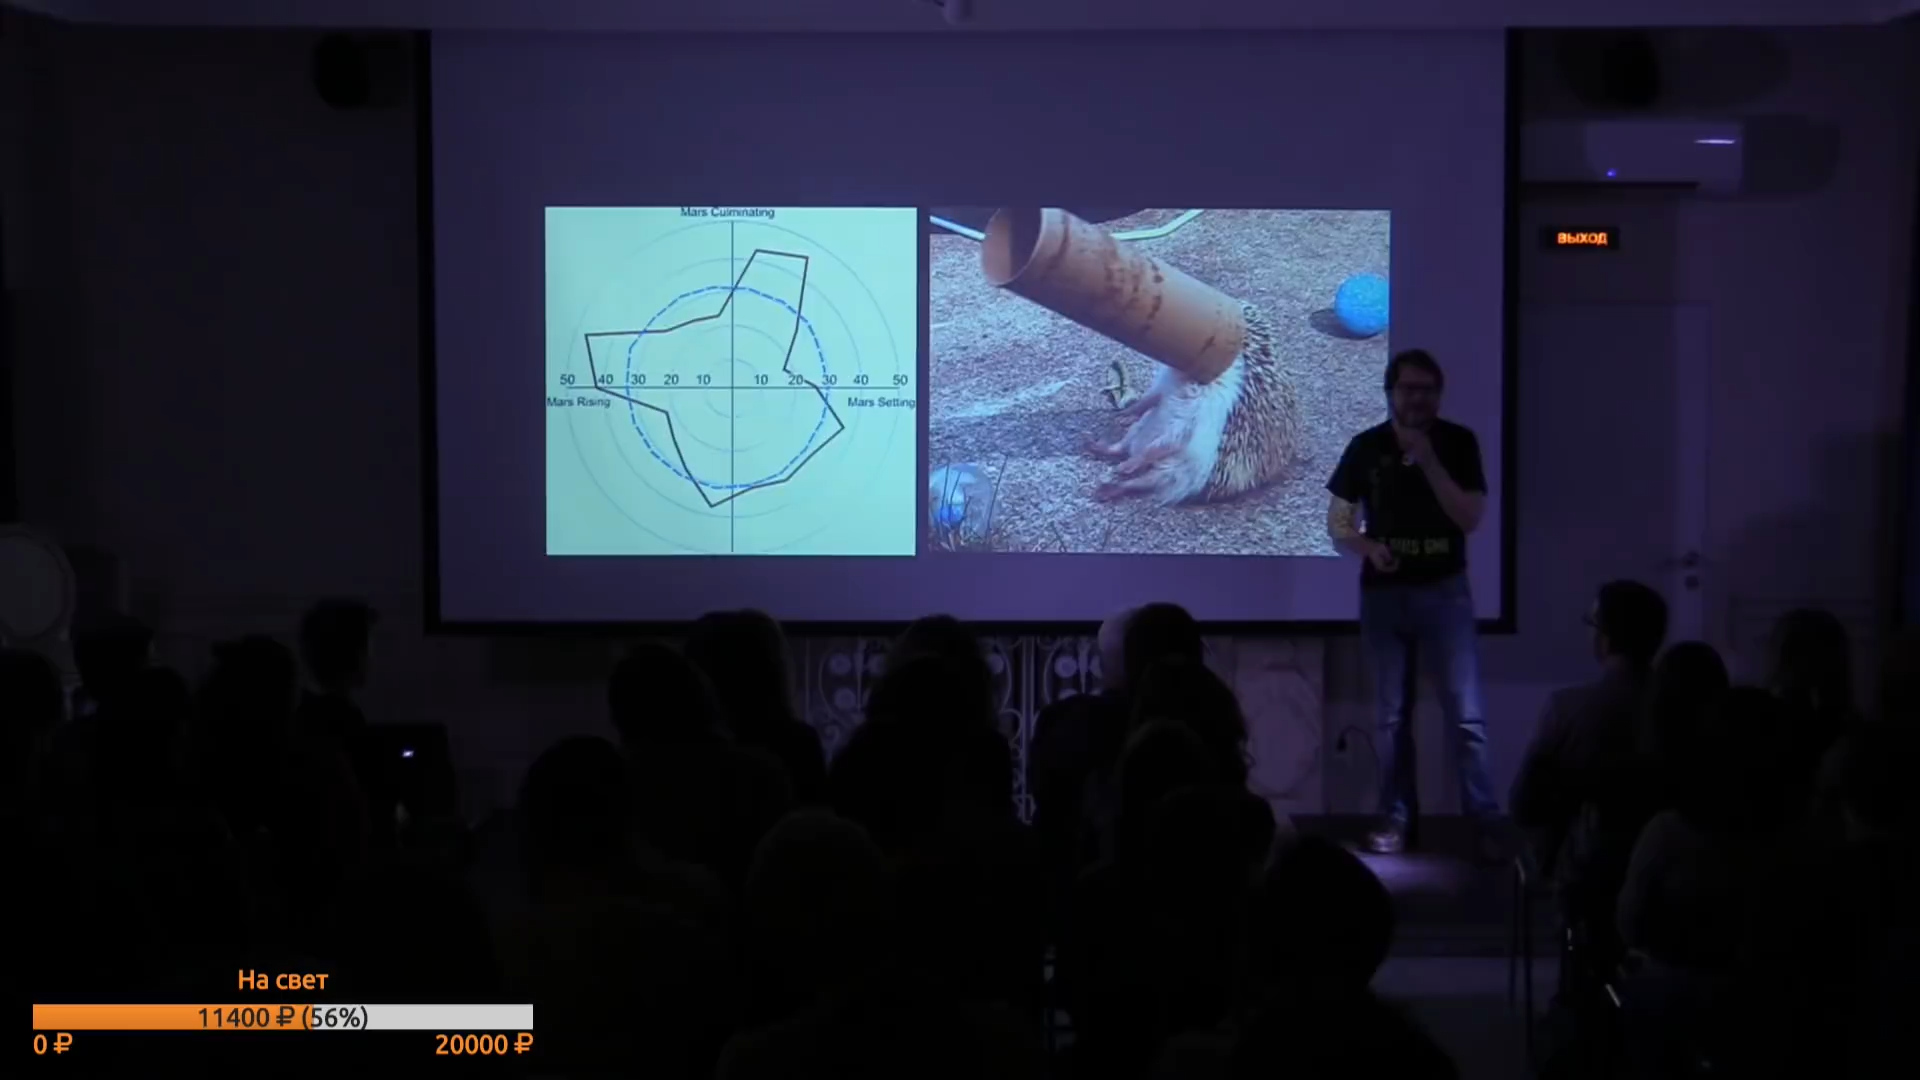 Mars Culminating
50 40 30 20 10 10 20 30 40 50
Mars Rising
Mars Setting
ВЫХОД
На свет
11400 ₽ (56%)
0 ₽
20000 ₽